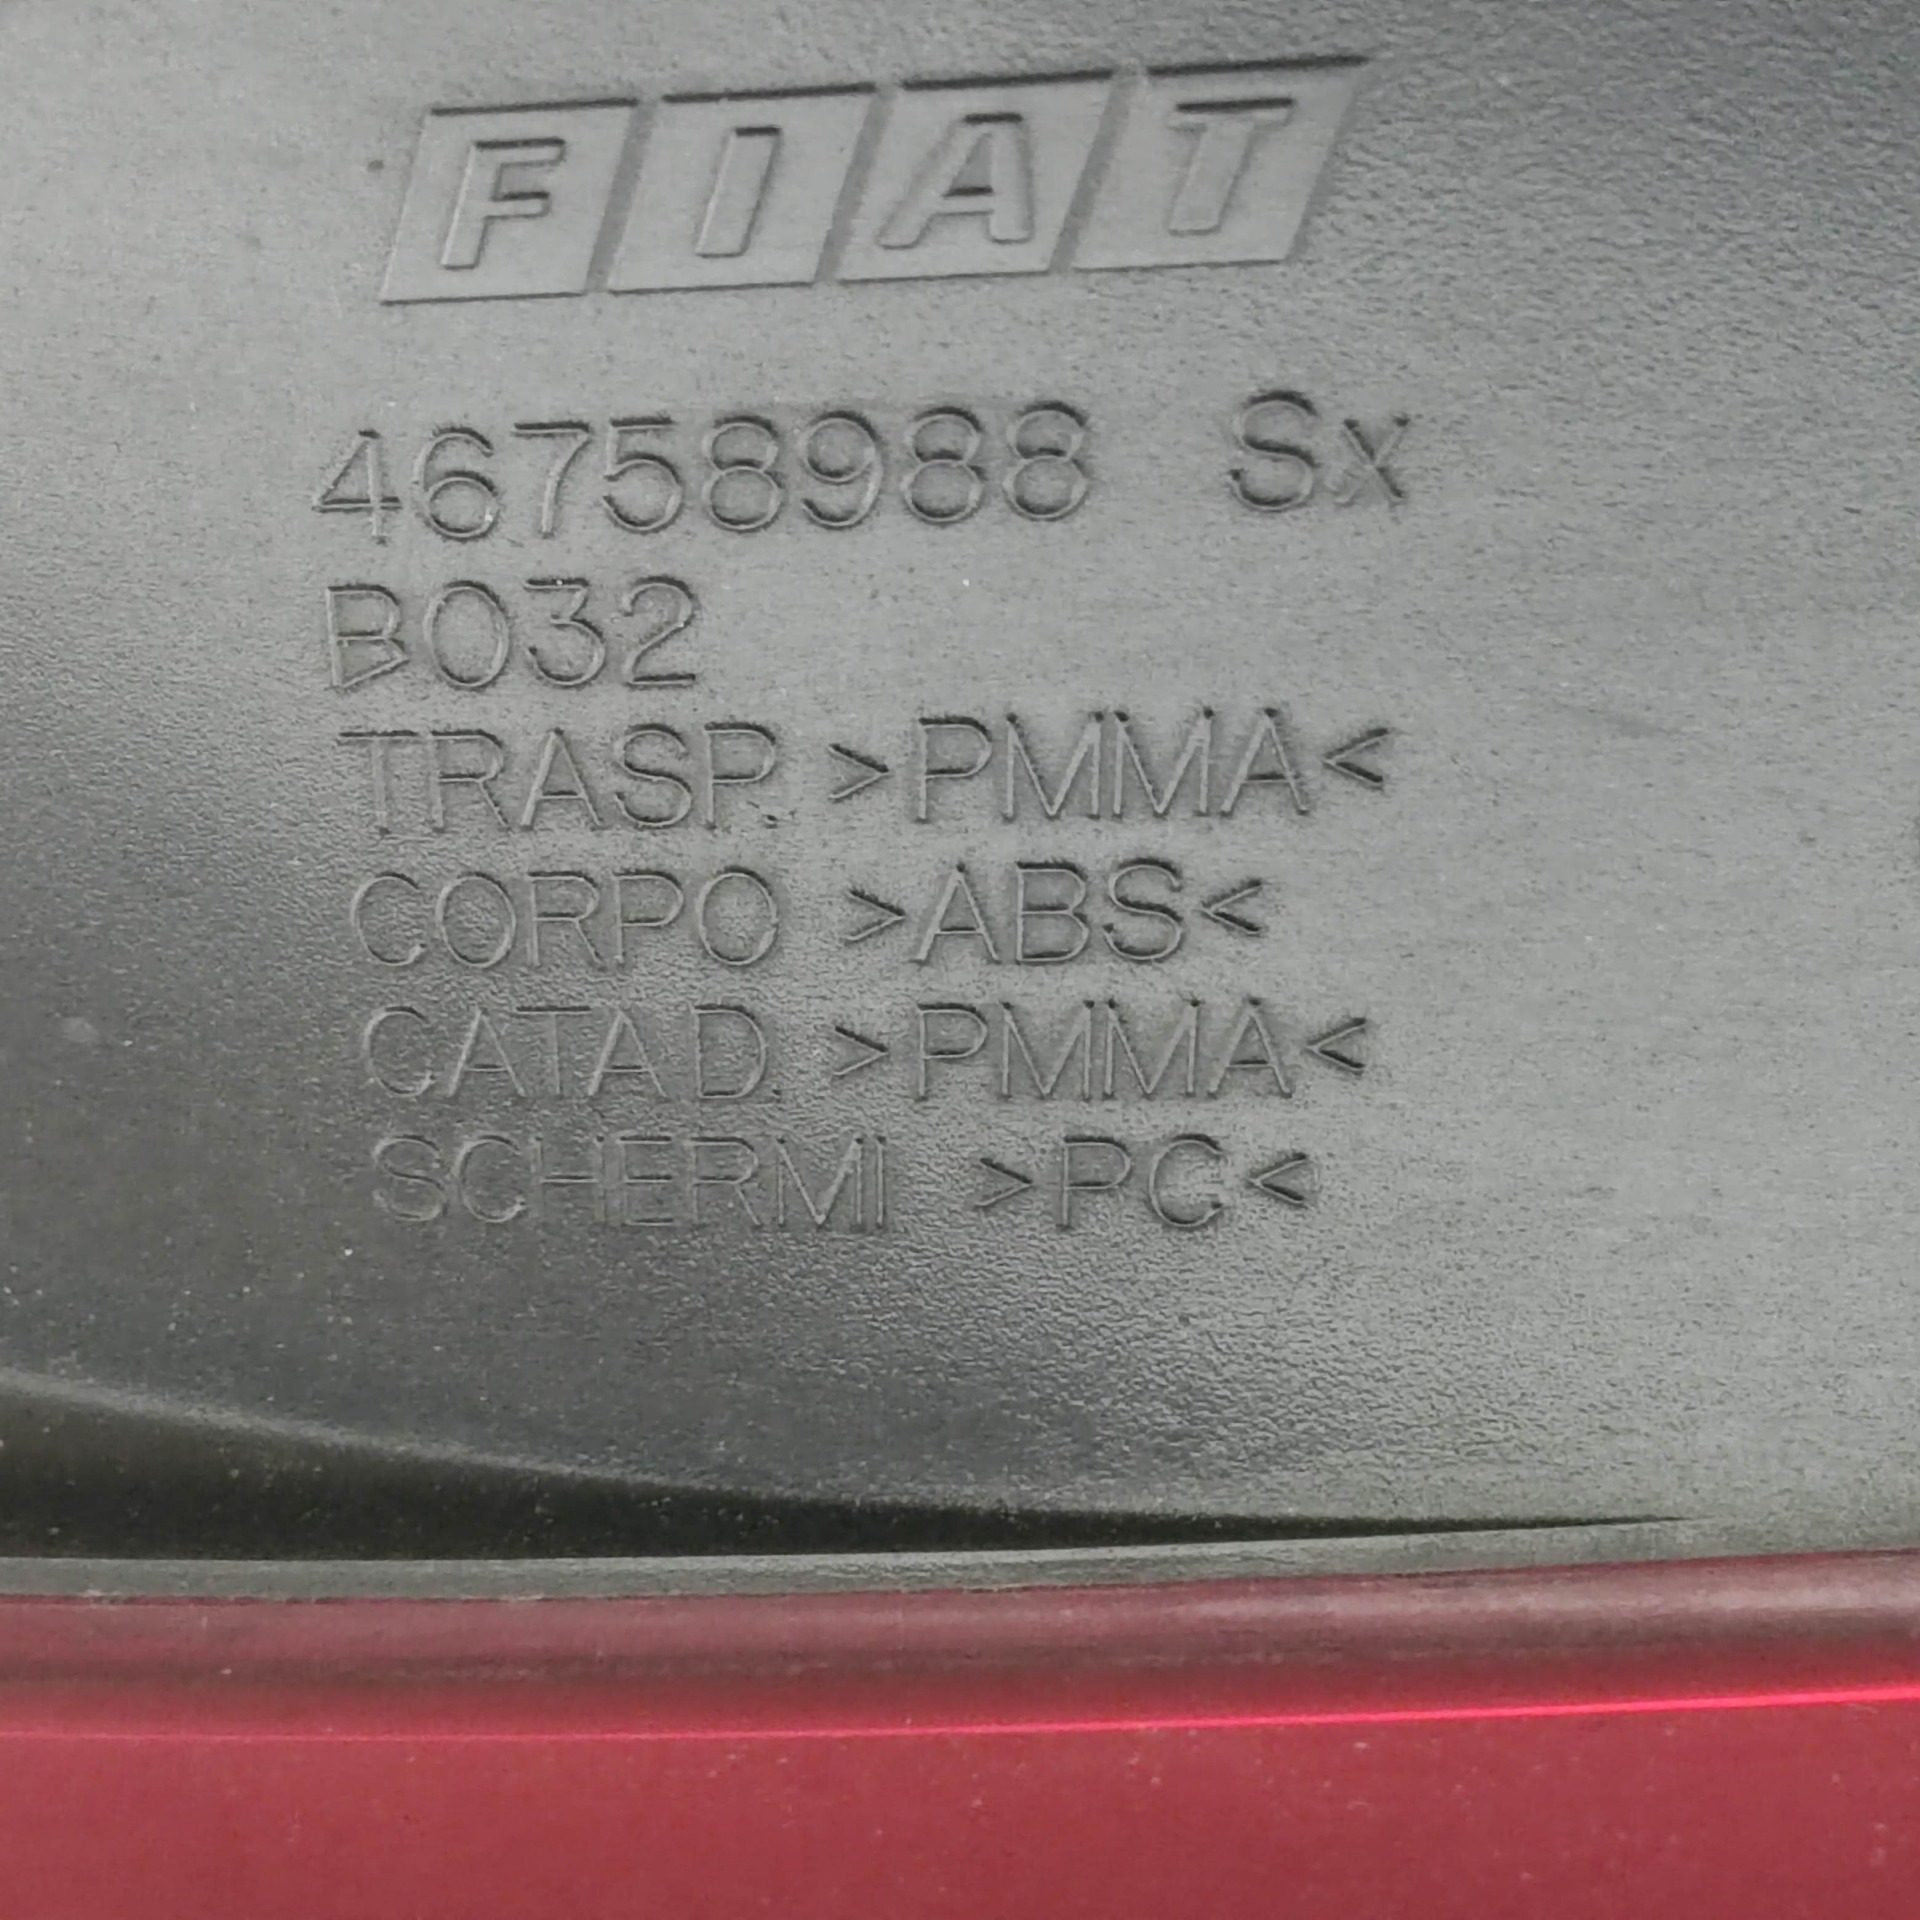 FIAT
46758988 Sx
B032
TRASP. >PMMA<
CORPO >ABS<
CATAD. >PMMA<
SCHERMI >PC<